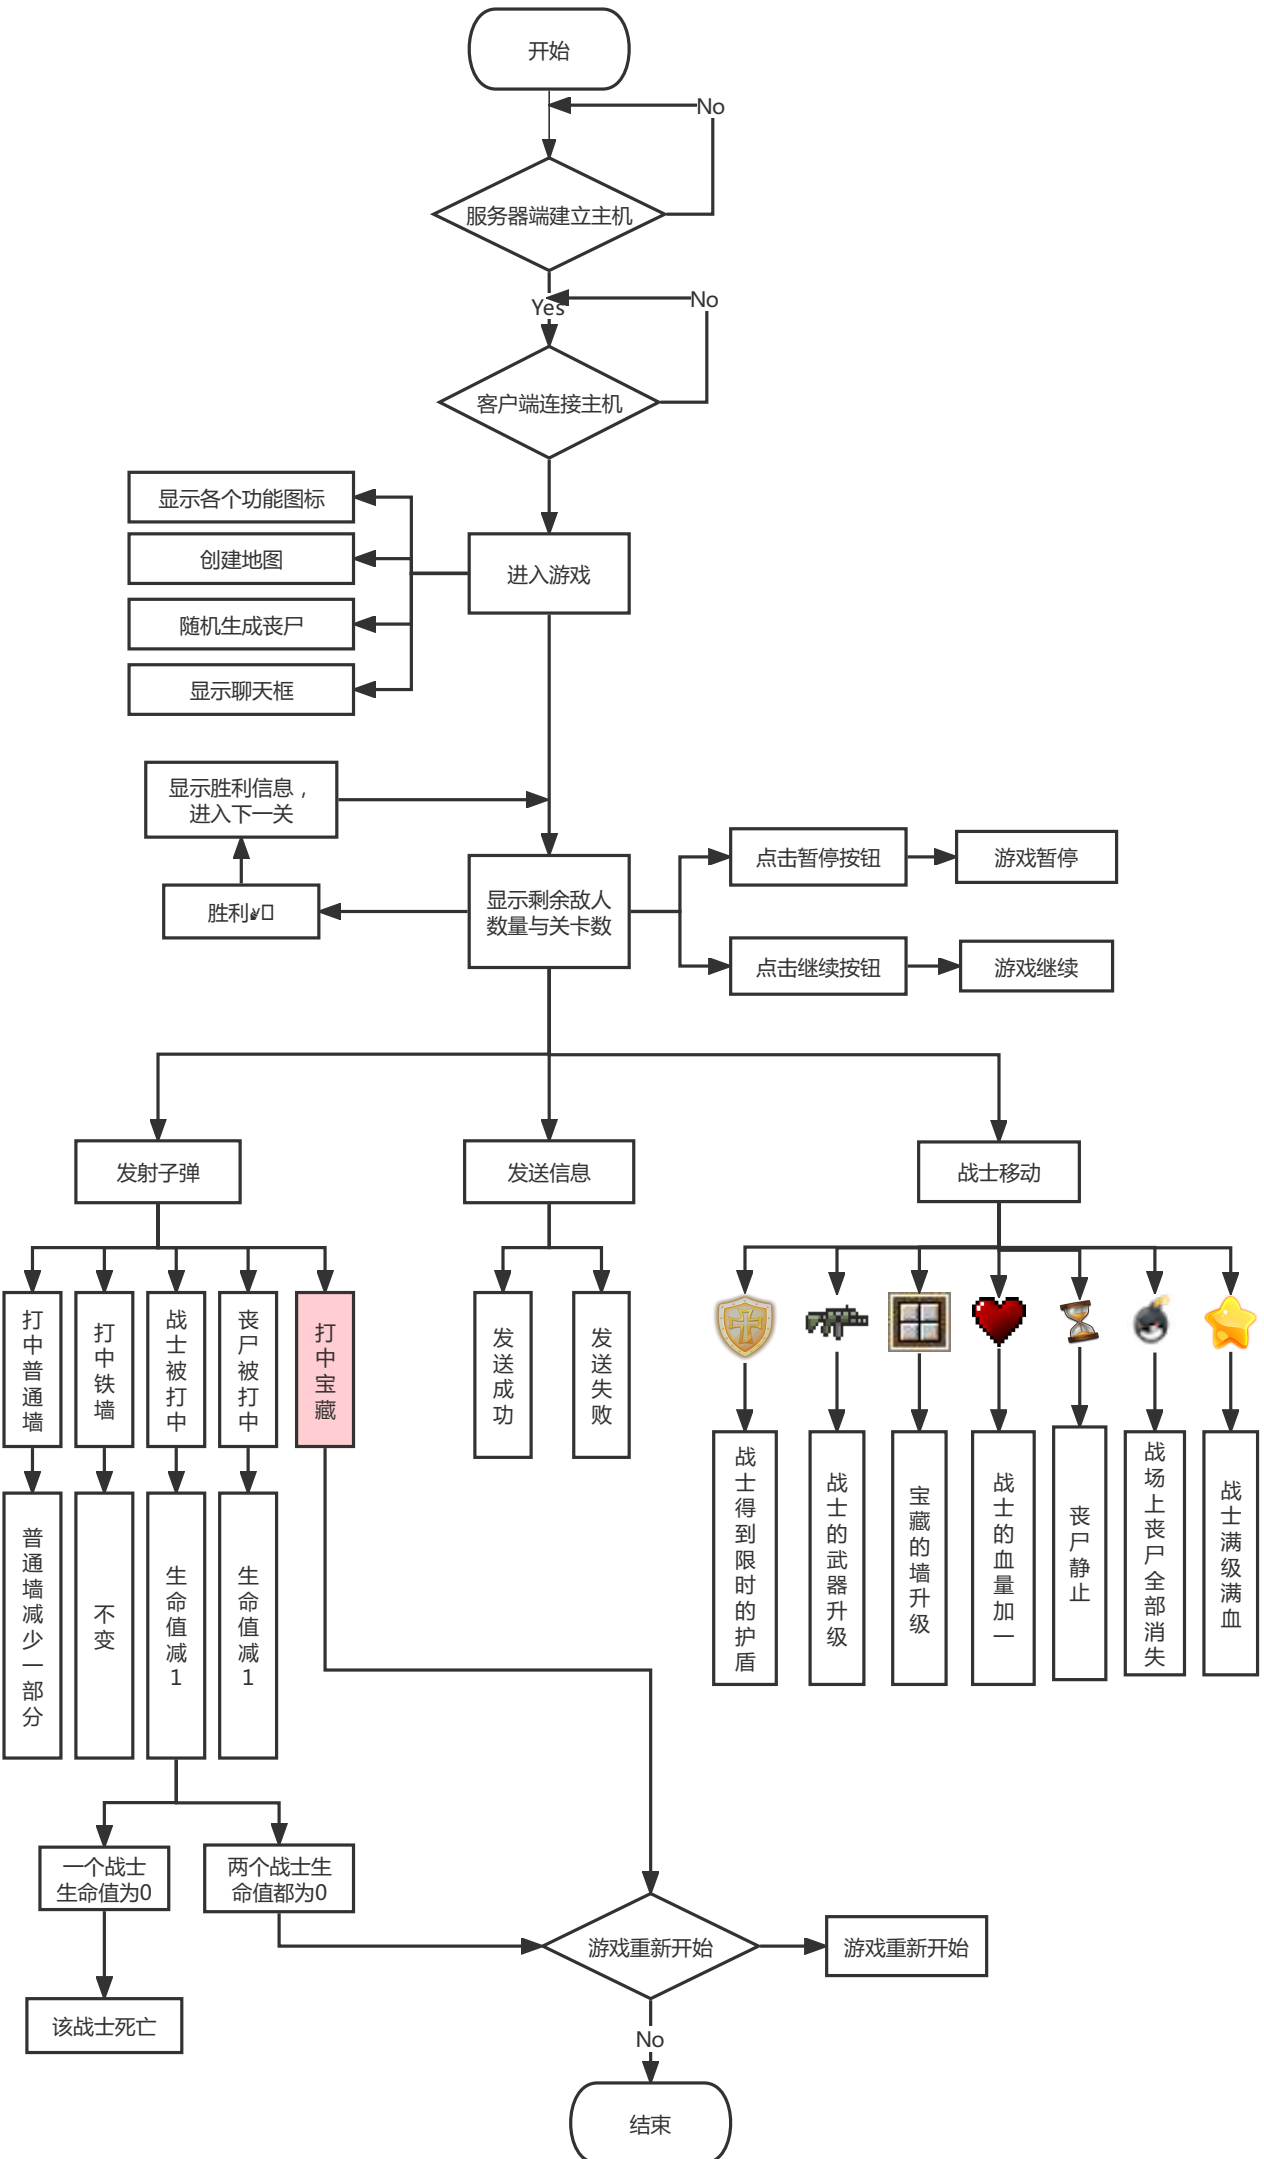 开始
No
服务器端建立主机
Yes
No
客户端连接主机
显示各个功能图标
创建地图
进入游戏
随机生成丧尸
显示聊天框
显示胜利信息，
进入下一关
点击暂停按钮
游戏暂停
显示剩余敌人
数量与关卡数
胜利✌
点击继续按钮
游戏继续
发射子弹
发送信息
战士移动
打中普通墙
打中铁墙
战士被打中
丧尸被打中
打中宝藏
发送成功
发送失败
普通墙减少一部分
不变
生命值减1
生命值减1
战士得到限时的护盾
战士的武器升级
宝藏的墙升级
战士的血量加一
丧尸静止
战场上丧尸全部消失
战士满级满血
一个战士
生命值为0
两个战士生
命值都为0
游戏重新开始
游戏重新开始
该战士死亡
No
结束